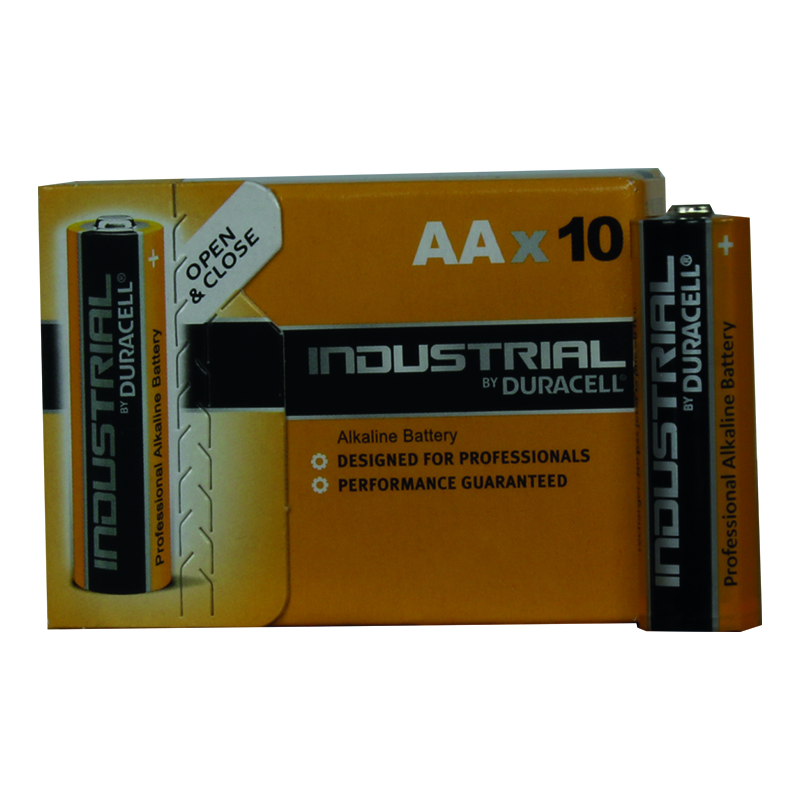 OPEN
& CLOSE
AA x 10
INDUSTRIAL
BY DURACELL®
Alkaline Battery
DESIGNED FOR PROFESSIONALS
PERFORMANCE GUARANTEED
+
INDUSTRIAL
BY DURACELL®
Professional Alkaline Battery
+
INDUSTRIAL
BY DURACELL®
Professional Alkaline Battery